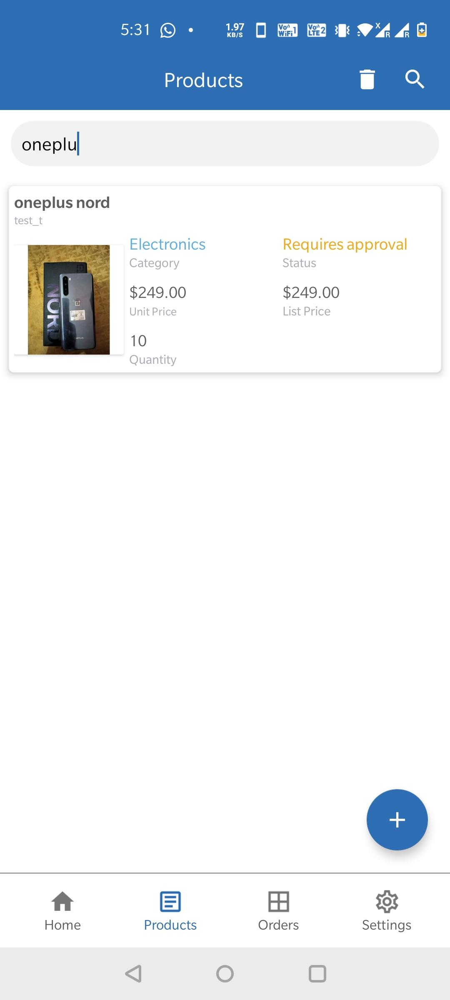 5:31 1.97 KB/S Vo WiFi 1 Vo LTE 2 X R R
Products
oneplu
oneplus nord
test_t
Electronics Requires approval
Category Status
NORD
ONEPLUS
$249.00 $249.00
Unit Price List Price
10
Quantity
+
Home Products Orders Settings